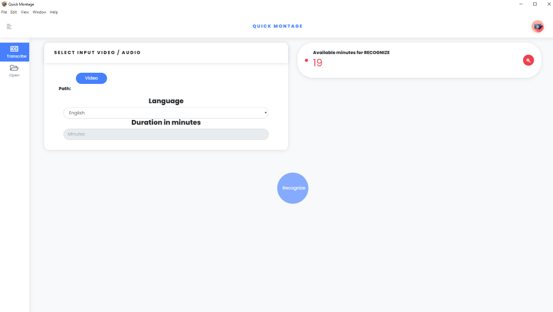 Quick Montage
File Edit View Window Help
QUICK MONTAGE
Transcribe
Open
SELECT INPUT VIDEO / AUDIO
Video
Path:
Language
English
Duration in minutes
Minutes
Available minutes for RECOGNIZE
19
Recognize